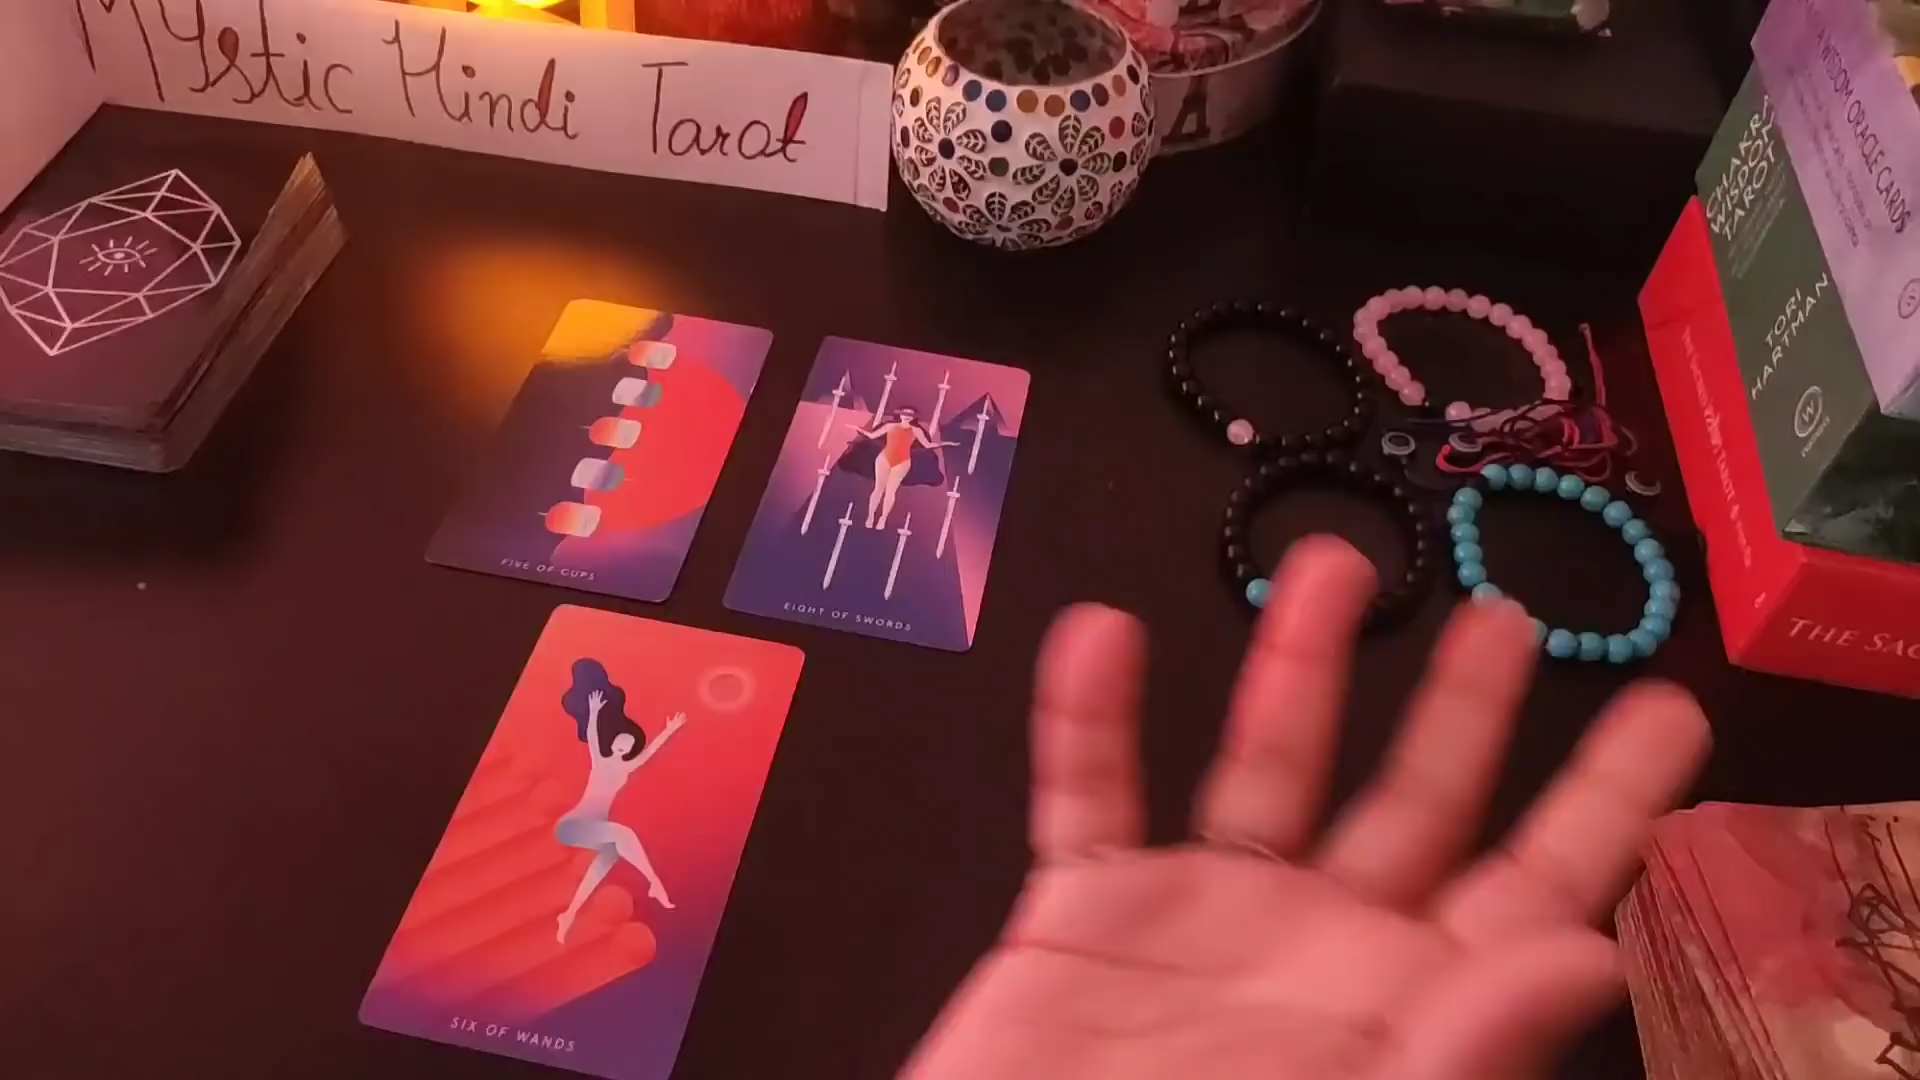 Mystic Hindi Tarot
FIVE OF CUPS
EIGHT OF SWORDS
SIX OF WANDS
A WISDOM ORACLE CARDS
CHAKRA
WISDOM
TAROT
TORI
HARTMAN
W
THE SAC